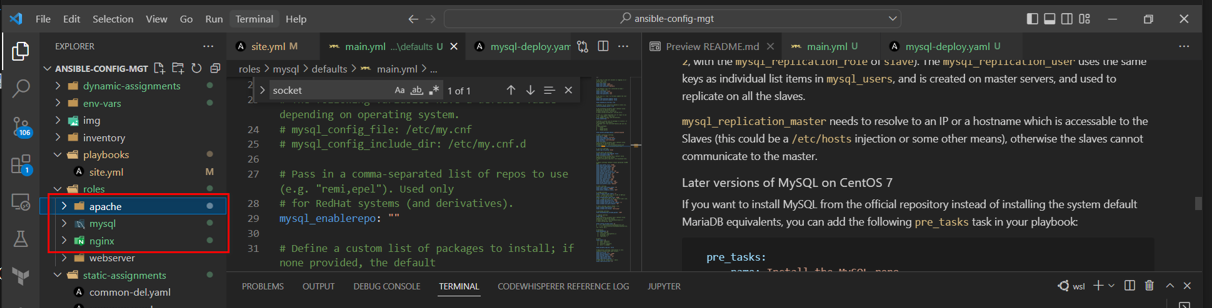 File Edit Selection View Go Run Terminal Help
ansible-config-mgt
EXPLORER
ANSIBLE-CONFIG-MGT
dynamic-assignments
env-vars
img
inventory
playbooks
site.yml M
roles
apache
mysql
nginx
webserver
static-assignments
common-del.yaml
106
1
site.yml M
main.yml ...\defaults U
mysql-deploy.yaml
roles > mysql > defaults > main.yml > ...
socket
Aa ab .* 1 of 1
depending on operating system.
24 # mysql_config_file: /etc/my.cnf
25 # mysql_config_include_dir: /etc/my.cnf.d
26
27 # Pass in a comma-separated list of repos to use
(e.g. "remi,epel"). Used only
28 # for RedHat systems (and derivatives).
29 mysql_enablerepo: ""
30
31 # Define a custom list of packages to install; if
none provided, the default
Preview README.md
main.yml U
mysql-deploy.yaml U
2, with the mysql_replication_role of slave). The mysql_replication_user uses the same
keys as individual list items in mysql_users, and is created on master servers, and used to
replicate on all the slaves.
mysql_replication_master needs to resolve to an IP or a hostname which is accessable to the
Slaves (this could be a /etc/hosts injection or some other means), otherwise the slaves cannot
communicate to the master.
Later versions of MySQL on CentOS 7
If you want to install MySQL from the official repository instead of installing the system default
MariaDB equivalents, you can add the following pre_tasks task in your playbook:
pre_tasks:
PROBLEMS OUTPUT DEBUG CONSOLE TERMINAL CODEWHISPERER REFERENCE LOG JUPYTER
wsl